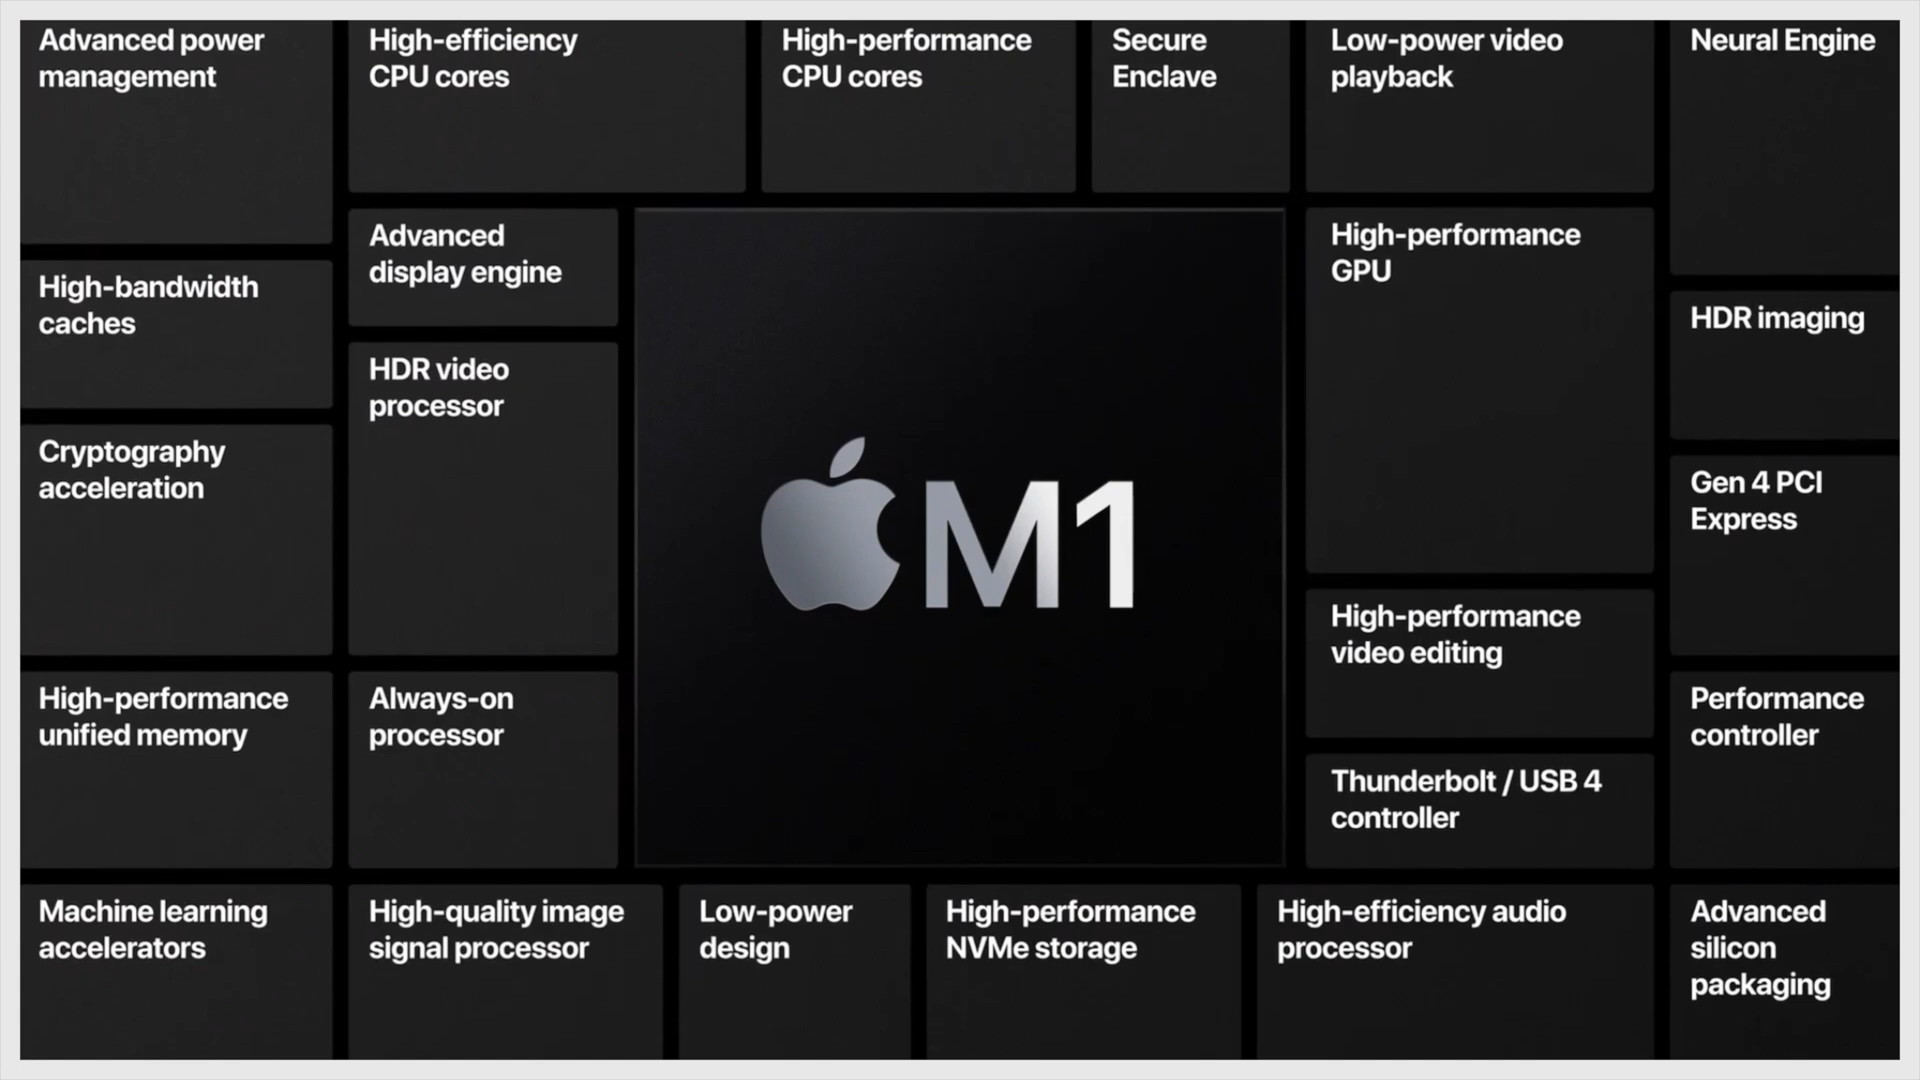 Advanced power
management
High-efficiency
CPU cores
High-performance
CPU cores
Secure
Enclave
Low-power video
playback
Neural Engine
Advanced
display engine
High-performance
GPU
High-bandwidth
caches
HDR imaging
HDR video
processor
Cryptography
acceleration
M1
Gen 4 PCI
Express
High-performance
video editing
High-performance
unified memory
Always-on
processor
Performance
controller
Thunderbolt / USB 4
controller
Machine learning
accelerators
High-quality image
signal processor
Low-power
design
High-performance
NVMe storage
High-efficiency audio
processor
Advanced
silicon
packaging